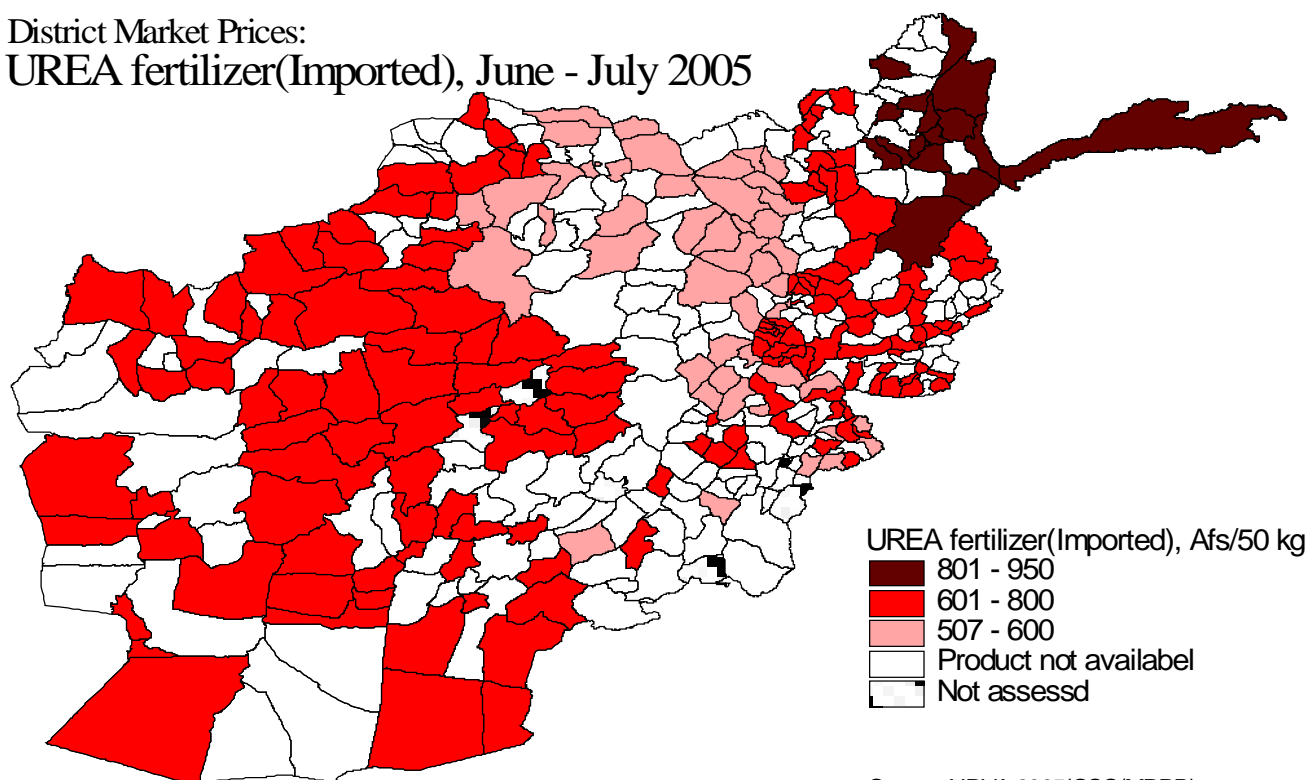 District Market Prices:
UREA fertilizer(Imported), June - July 2005
UREA fertilizer(Imported), Afs/50 kg
801 - 950
601 - 800
507 - 600
Product not availabel
Not assessd